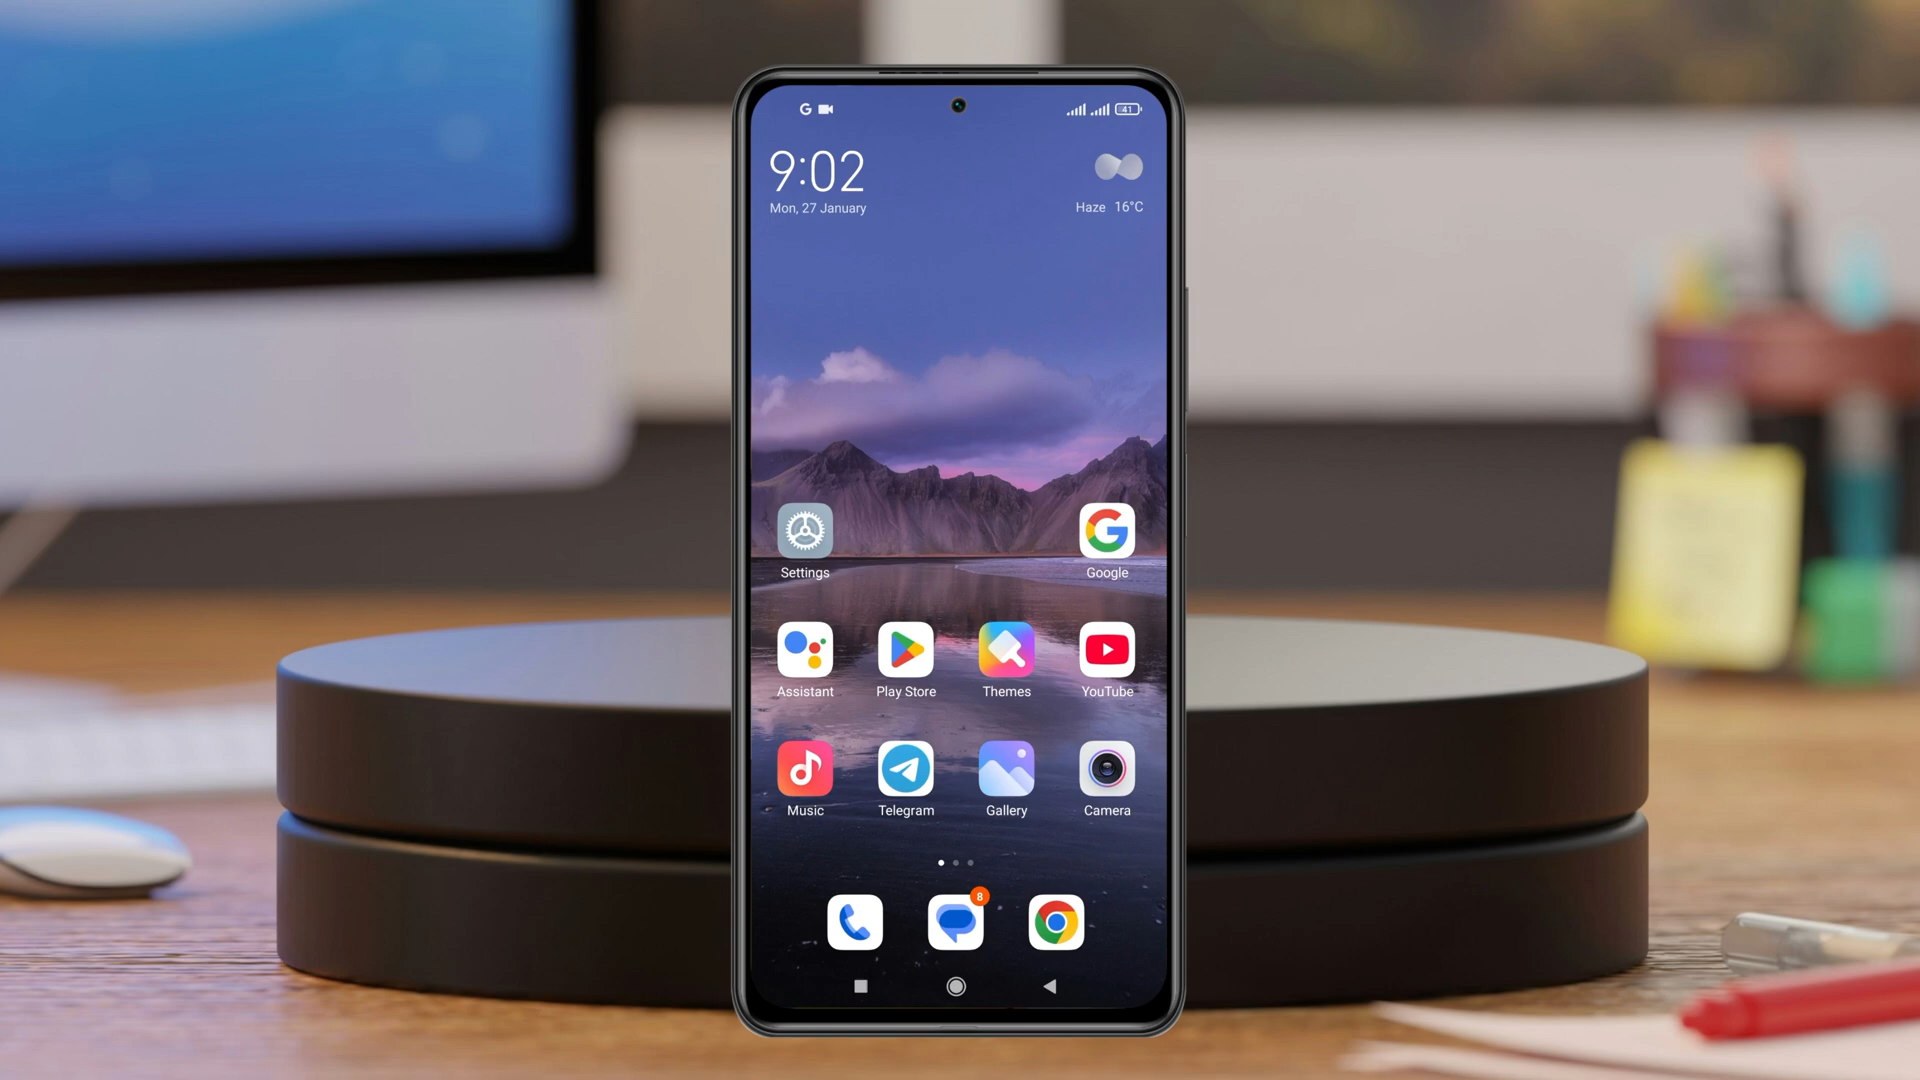 G
41
9:02
Mon, 27 January
Haze 16°C
Settings
Google
Assistant
Play Store
Themes
YouTube
Music
Telegram
Gallery
Camera
8